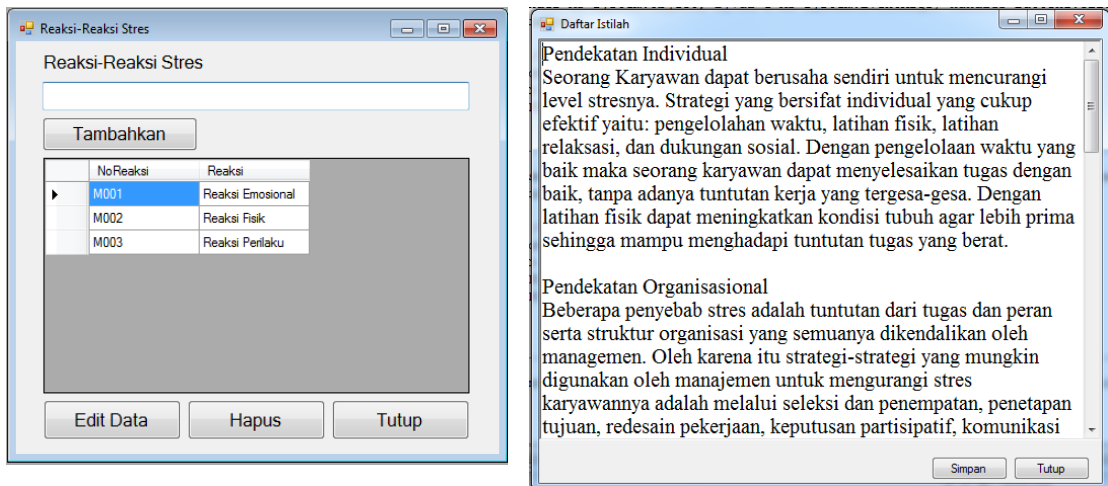 Reaksi-Reaksi Stres
Reaksi-Reaksi Stres
Tambahkan
NoReaksi Reaksi
M001 Reaksi Emosional
M002 Reaksi Fisik
M003 Reaksi Perilaku
Edit Data Hapus Tutup
Daftar Istilah
Pendekatan Individual
Seorang Karyawan dapat berusaha sendiri untuk mencurangi
level stresnya. Strategi yang bersifat individual yang cukup
efektif yaitu: pengelolahan waktu, latihan fisik, latihan
relaksasi, dan dukungan sosial. Dengan pengelolaan waktu yang
baik maka seorang karyawan dapat menyelesaikan tugas dengan
baik, tanpa adanya tuntutan kerja yang tergesa-gesa. Dengan
latihan fisik dapat meningkatkan kondisi tubuh agar lebih prima
sehingga mampu menghadapi tuntutan tugas yang berat.
Pendekatan Organisasional
Beberapa penyebab stres adalah tuntutan dari tugas dan peran
serta struktur organisasi yang semuanya dikendalikan oleh
managemen. Oleh karena itu strategi-strategi yang mungkin
digunakan oleh manajemen untuk mengurangi stres
karyawannya adalah melalui seleksi dan penempatan, penetapan
tujuan, redesain pekerjaan, keputusan partisipatif, komunikasi
Simpan Tutup